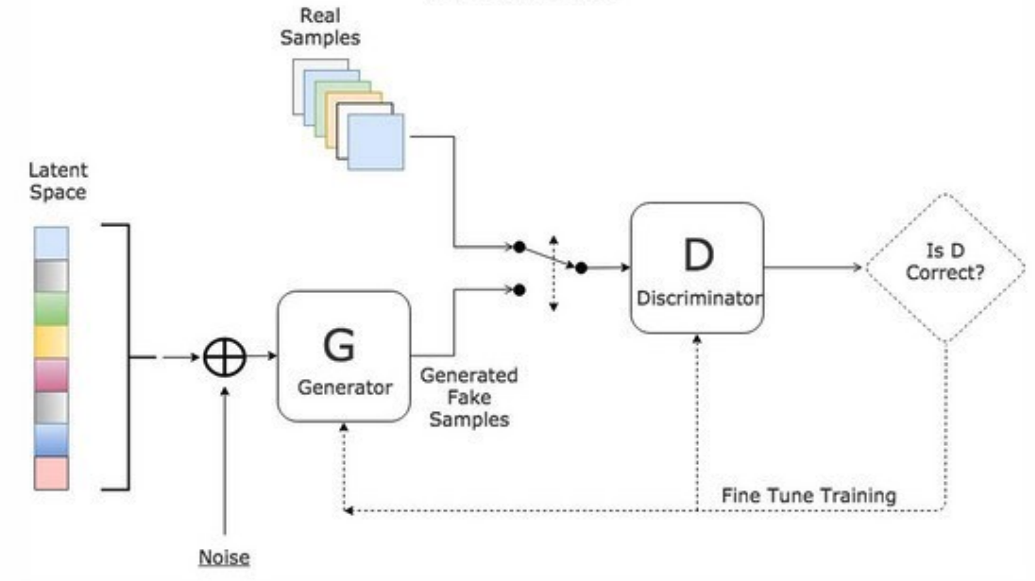 Real
Samples
Latent
Space
D
Discriminator
Is D
Correct?
G
Generator
Generated
Fake
Samples
Fine Tune Training
Noise